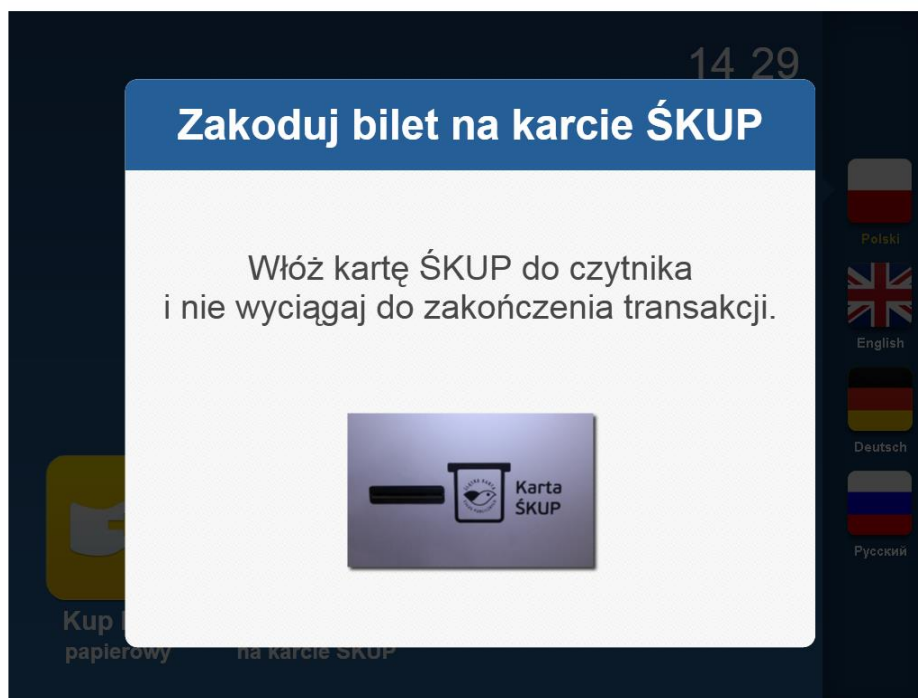 14 29
Zakoduj bilet na karcie ŚKUP
Włóż kartę ŚKUP do czytnika
i nie wyciągaj do zakończenia transakcji.
Karta
ŚKUP
Polski
English
Deutsch
Русский
Kup
papierowy
na karcie ŚKUP